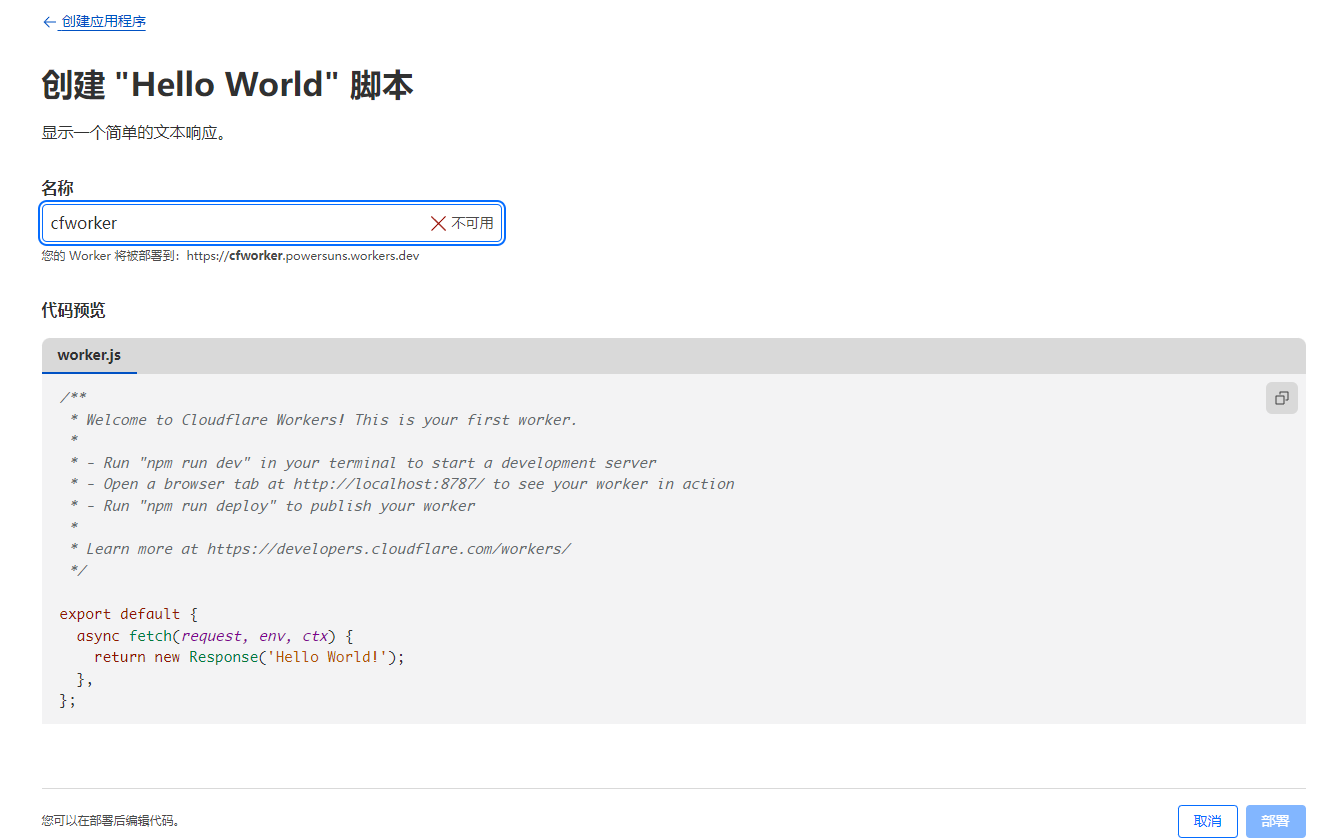 创建应用程序
创建 "Hello World" 脚本
显示一个简单的文本响应。
名称
cfworker 不可用
您的 Worker 将被部署到：https://cfworker.powersuns.workers.dev
代码预览
worker.js
/**
 * Welcome to Cloudflare Workers! This is your first worker.
 *
 * - Run "npm run dev" in your terminal to start a development server
 * - Open a browser tab at http://localhost:8787/ to see your worker in action
 * - Run "npm run deploy" to publish your worker
 *
 * Learn more at https://developers.cloudflare.com/workers/
 */
export default {
  async fetch(request, env, ctx) {
    return new Response('Hello World!');
  },
};
您可以在部署后编辑代码。
取消 部署